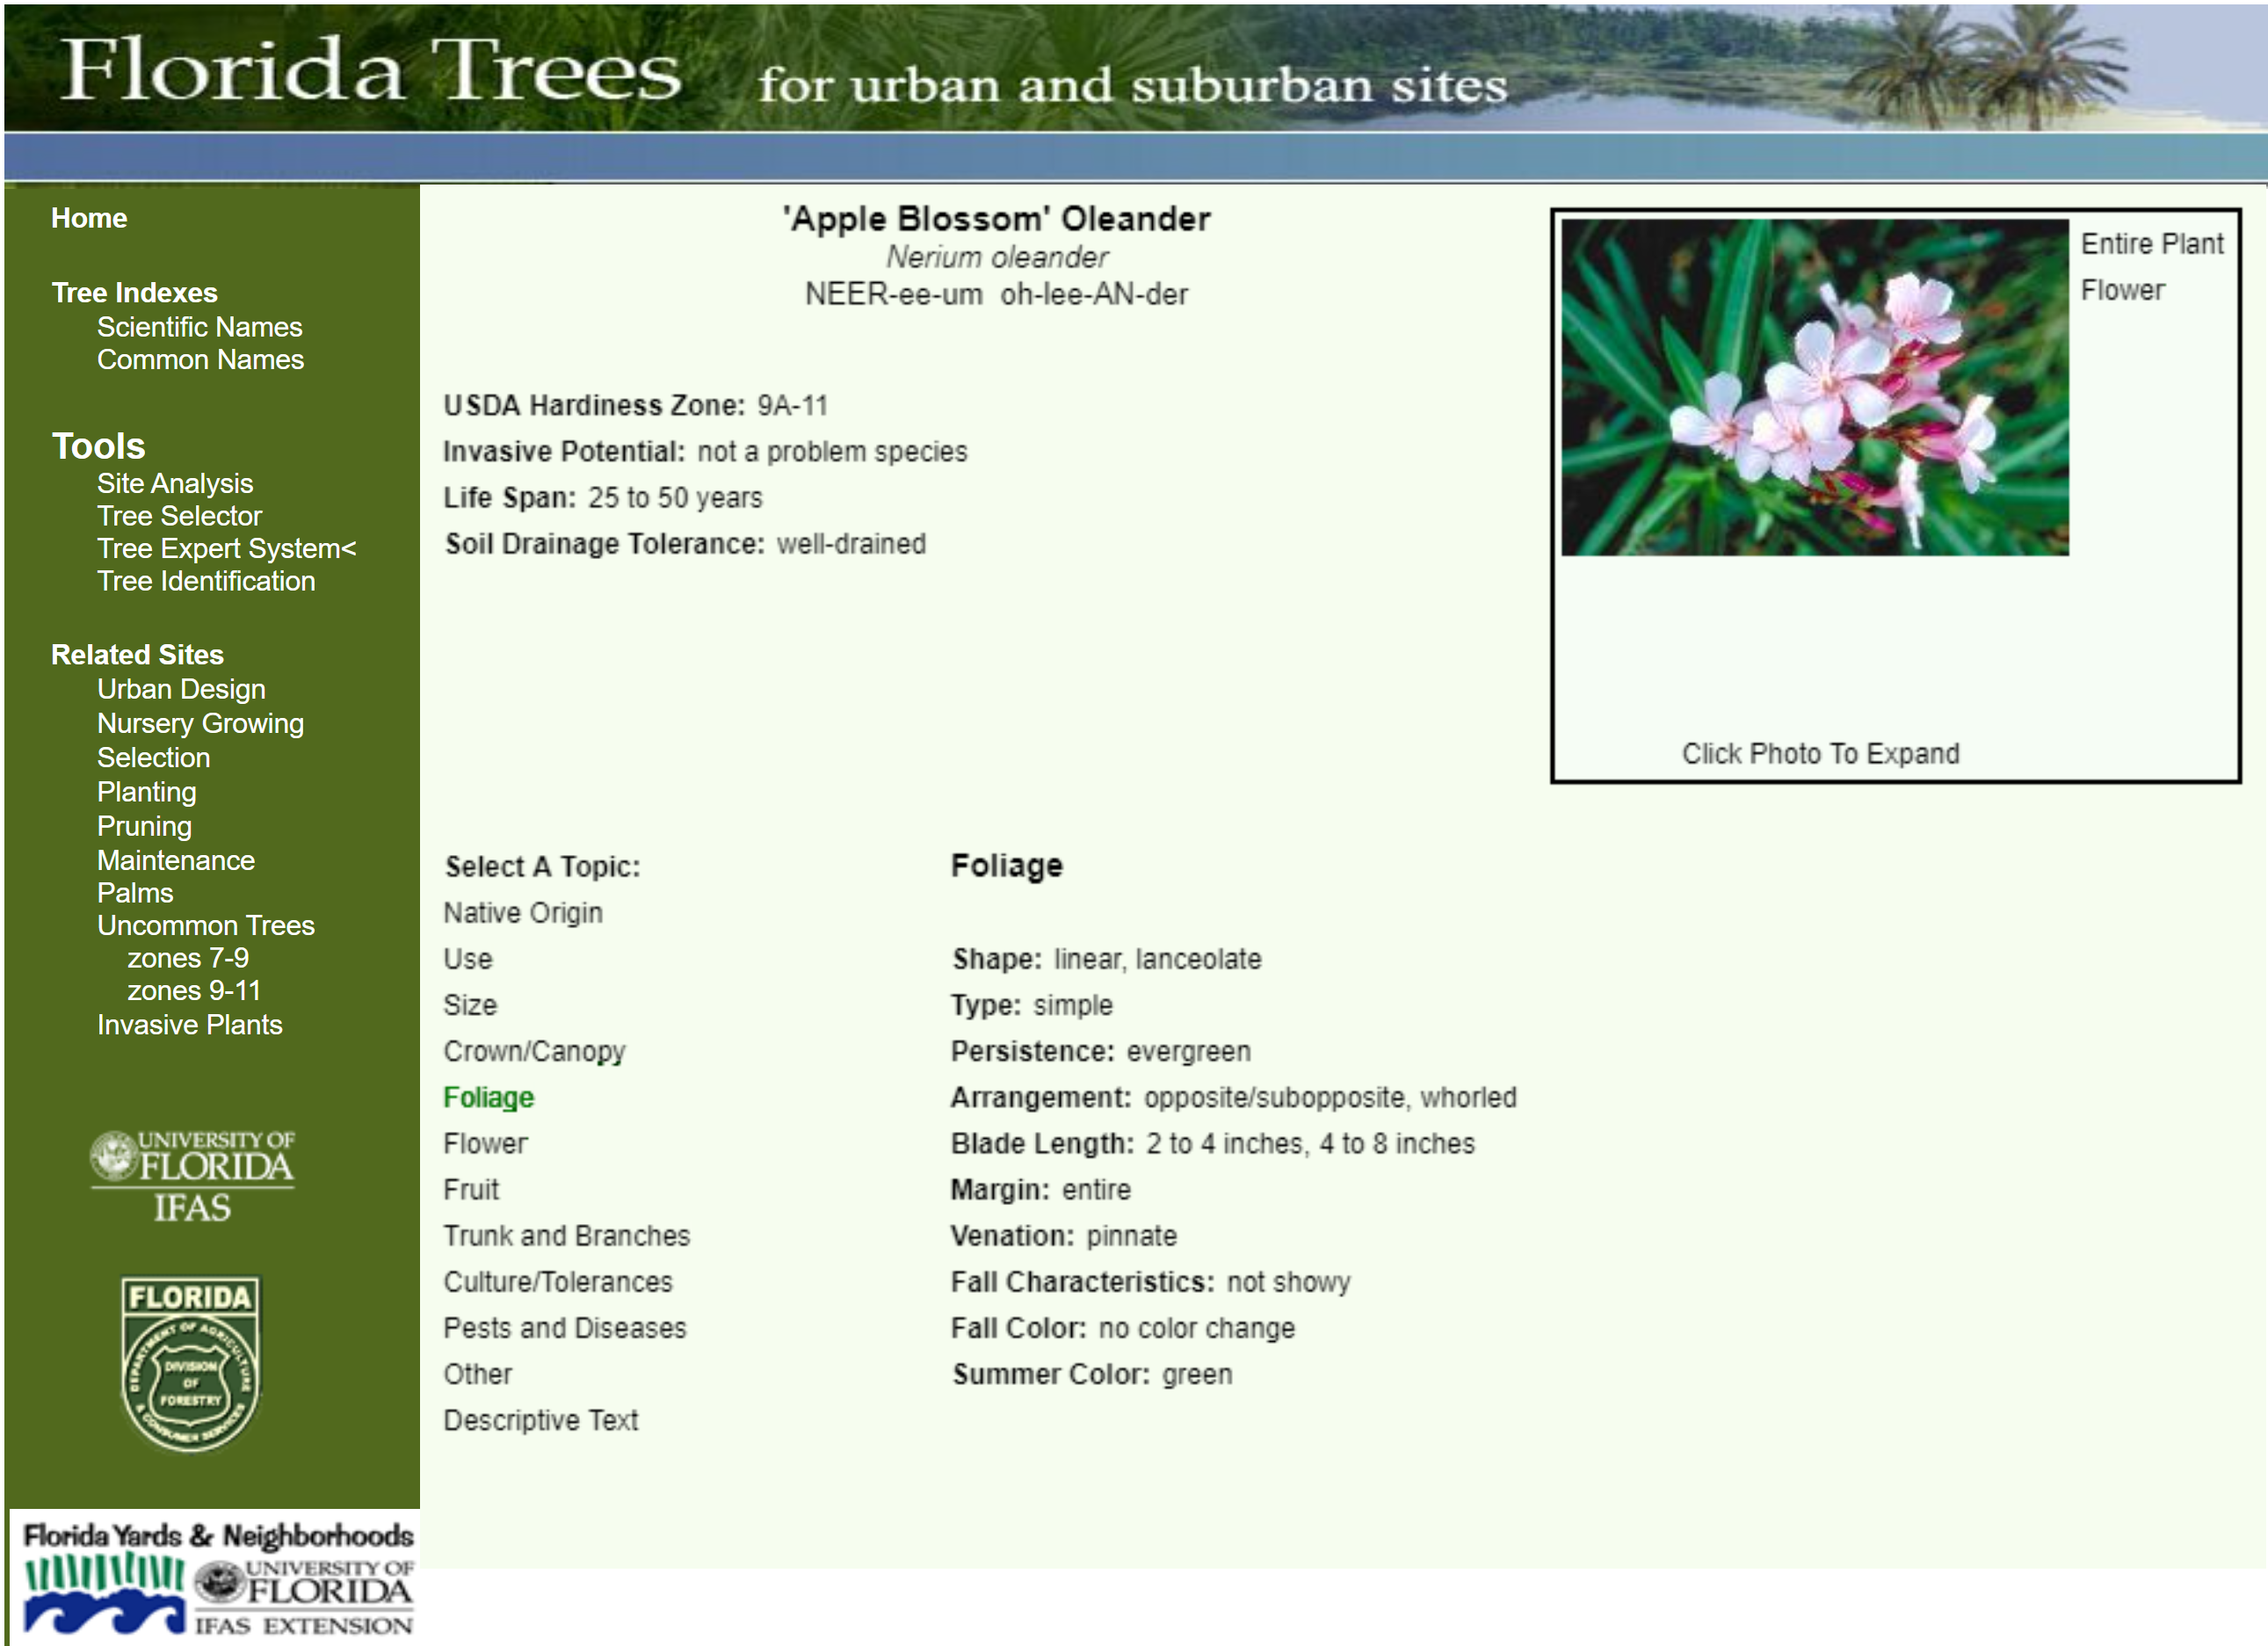 Florida Trees for urban and suburban sites
Home
Tree Indexes
Scientific Names
Common Names
Tools
Site Analysis
Tree Selector
Tree Expert System<
Tree Identification
Related Sites
Urban Design
Nursery Growing
Selection
Planting
Pruning
Maintenance
Palms
Uncommon Trees
zones 7-9
zones 9-11
Invasive Plants
UNIVERSITY OF
FLORIDA
IFAS
FLORIDA
DEPARTMENT OF AGRICULTURE
& CONSUMER SERVICES
DIVISION
OF
FORESTRY
Florida Yards & Neighborhoods
UNIVERSITY OF
FLORIDA
IFAS EXTENSION
'Apple Blossom' Oleander
Nerium oleander
NEER-ee-um oh-lee-AN-der
USDA Hardiness Zone: 9A-11
Invasive Potential: not a problem species
Life Span: 25 to 50 years
Soil Drainage Tolerance: well-drained
Entire Plant
Flower
Click Photo To Expand
Select A Topic:
Native Origin
Use
Size
Crown/Canopy
Foliage
Flower
Fruit
Trunk and Branches
Culture/Tolerances
Pests and Diseases
Other
Descriptive Text
Foliage
Shape: linear, lanceolate
Type: simple
Persistence: evergreen
Arrangement: opposite/subopposite, whorled
Blade Length: 2 to 4 inches, 4 to 8 inches
Margin: entire
Venation: pinnate
Fall Characteristics: not showy
Fall Color: no color change
Summer Color: green